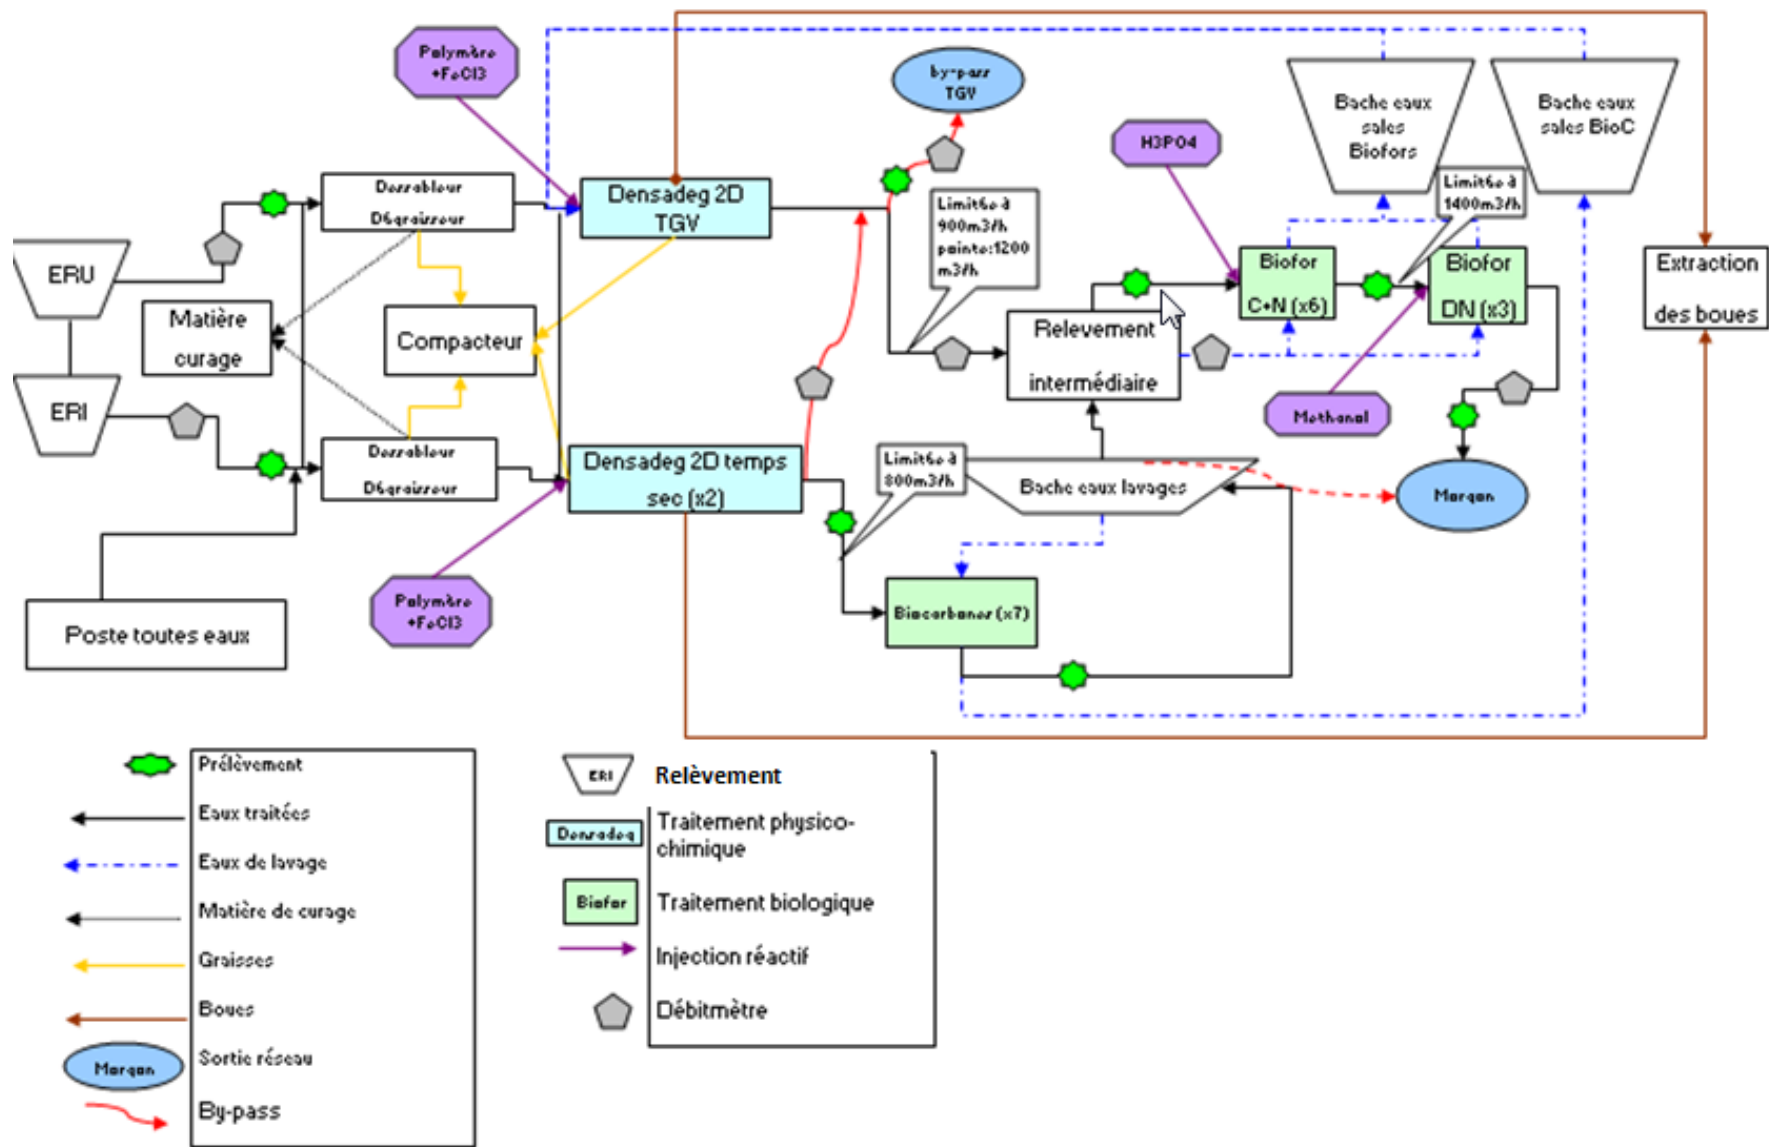 Polymère
+FeCl3
by-pass
TGV
Bache eaux
sales
Biofors
Bache eaux
sales BioC
H3PO4
Dessableur
Dégraisseur
Densadeg 2D
TGV
Limitée à
900m3/h
pointe:1200
m3/h
Limitée à
1400m3/h
ERU
Matière
curage
Compacteur
Relevement
intermédiaire
Biofor
C+N (x6)
Biofor
DN (x3)
Extraction
des boues
ERI
Methanol
Dessableur
Dégraisseur
Densadeg 2D temps
sec (x2)
Limitée à
800m3/h
Bache eaux lavages
Morgon
Polymère
+FeCl3
Biocarbones (x7)
Poste toutes eaux
Prélèvement
Eaux traitées
Eaux de lavage
Matière de curage
Graisses
Boues
Morgon
Sortie réseau
By-pass
ERI
Relèvement
Densadeg
Traitement physico-
chimique
Biofor
Traitement biologique
Injection réactif
Débitmètre